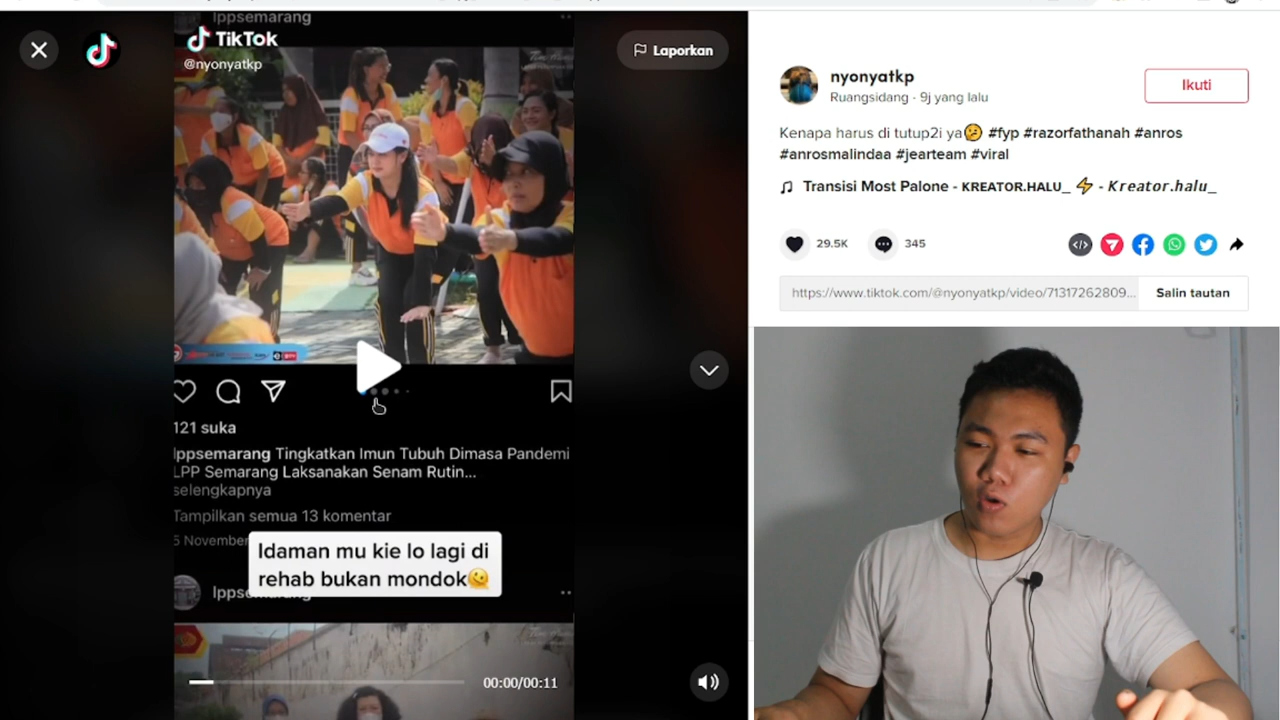 lppsemarang
TikTok
@nyonyatkp
Laporkan
121 suka
lppsemarang Tingkatkan Imun Tubuh Dimasa Pandemi
LPP Semarang Laksanakan Senam Rutin...
selengkapnya
Tampilkan semua 13 komentar
5 November
Idaman mu kie lo lagi di
rehab bukan mondok🫠
lppsemarang
00:00/00:11
nyonyatkp
Ruangsidang · 9j yang lalu
Ikuti
Kenapa harus di tutup2i ya😕 #fyp #razorfathanah #anros
#anrosmalindaa #jearteam #viral
Transisi Most Palone - ᴋʀᴇᴀᴛᴏʀ.ʜᴀʟᴜ_ ⚡ - 𝙆𝙧𝙚𝙖𝙩𝙤𝙧.𝙝𝙖𝙡𝙪_
29.5K
345
https://www.tiktok.com/@nyonyatkp/video/71317262809...
Salin tautan